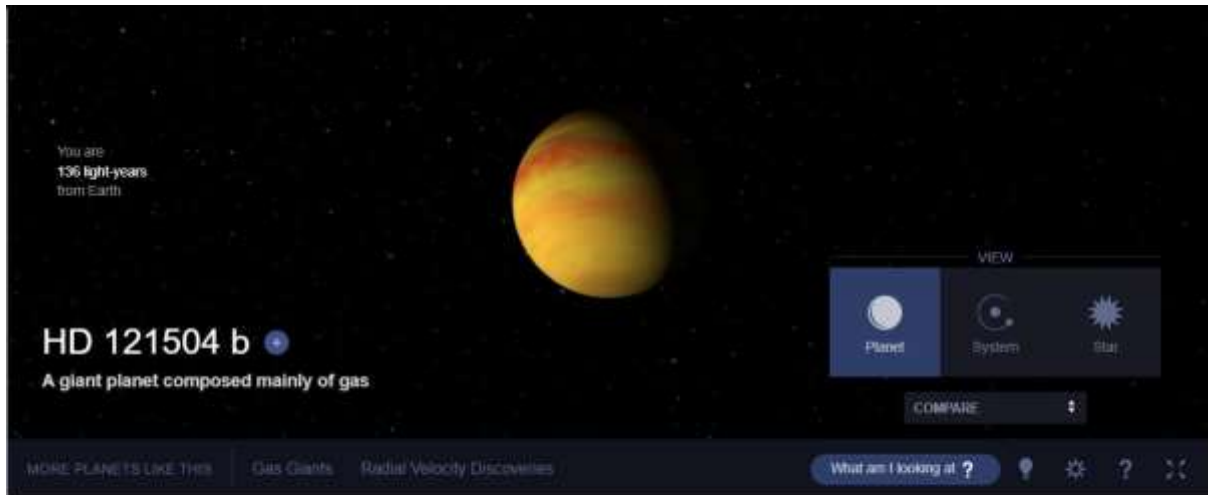 You are
136 light-years
from Earth
VIEW
Planet
System
Star
HD 121504 b +
A giant planet composed mainly of gas
COMPARE
MORE PLANETS LIKE THIS
Gas Giants
Radial Velocity Discoveries
What am I looking at ?
?